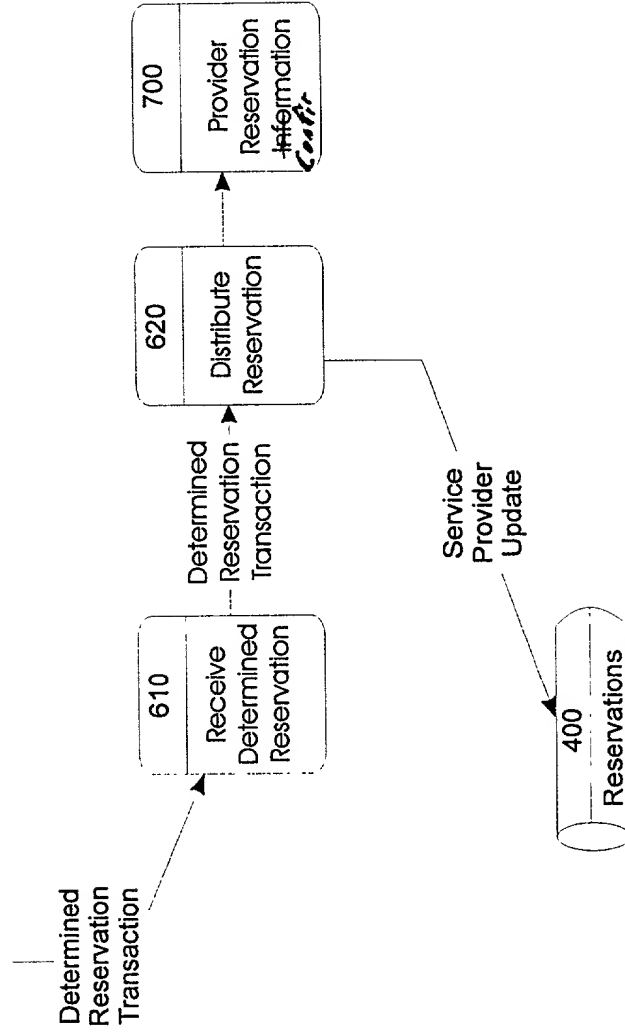 Determined
Reservation
Transaction
610
Receive
Determined
Reservation
Determined
Reservation
Transaction
620
Distribute
Reservation
700
Provider
Reservation
Information
Service
Provider
Update
400
Reservations